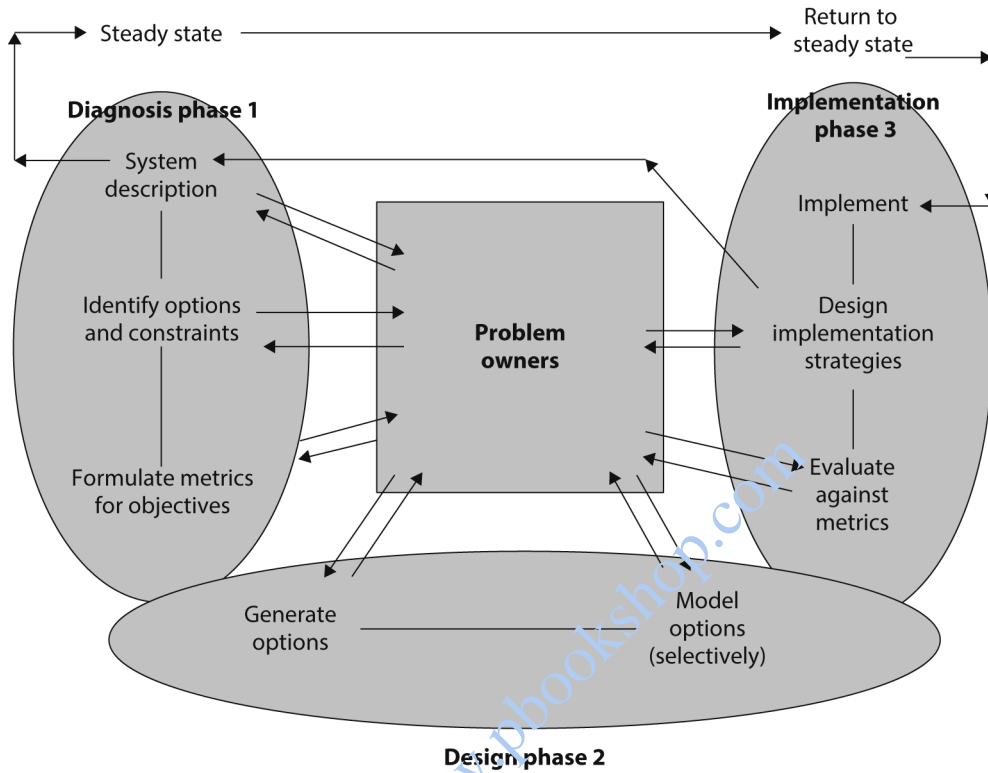 Steady state
Return to
steady state
Diagnosis phase 1
Implementation
phase 3
System
description
Implement
Identify options
and constraints
Problem
owners
Design
implementation
strategies
Formulate metrics
for objectives
Evaluate
against
metrics
Generate
options
Model
options
(selectively)
Design phase 2
.pbookshop.com